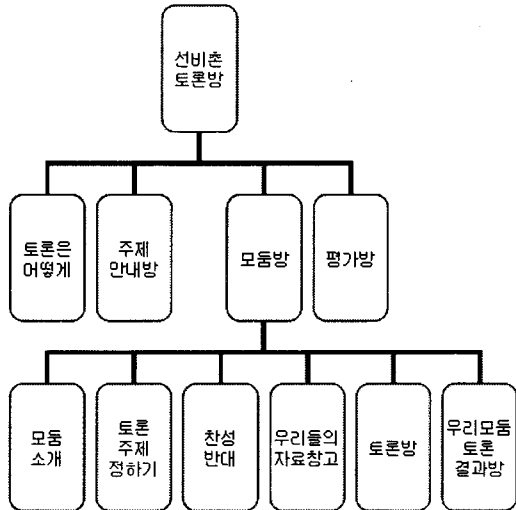 선비촌
토론방
토론은
어떻게
주제
안내방
모둠방
평가방
모둠
소개
토론
주제
정하기
찬성
반대
우리들의
자료창고
토론방
우리모둠
토론
결과방